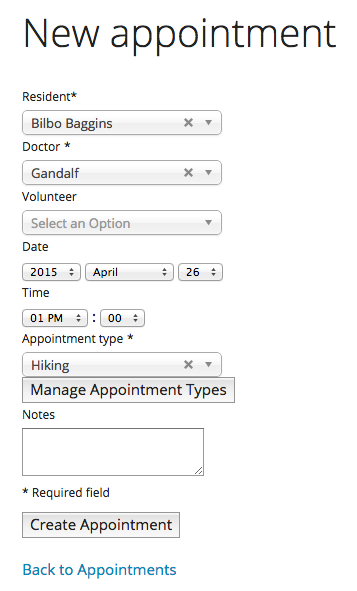 New appointment
Resident*
Bilbo Baggins
Doctor *
Gandalf
Volunteer
Select an Option
Date
2015 April 26
Time
01 PM : 00
Appointment type *
Hiking
Manage Appointment Types
Notes
* Required field
Create Appointment
Back to Appointments